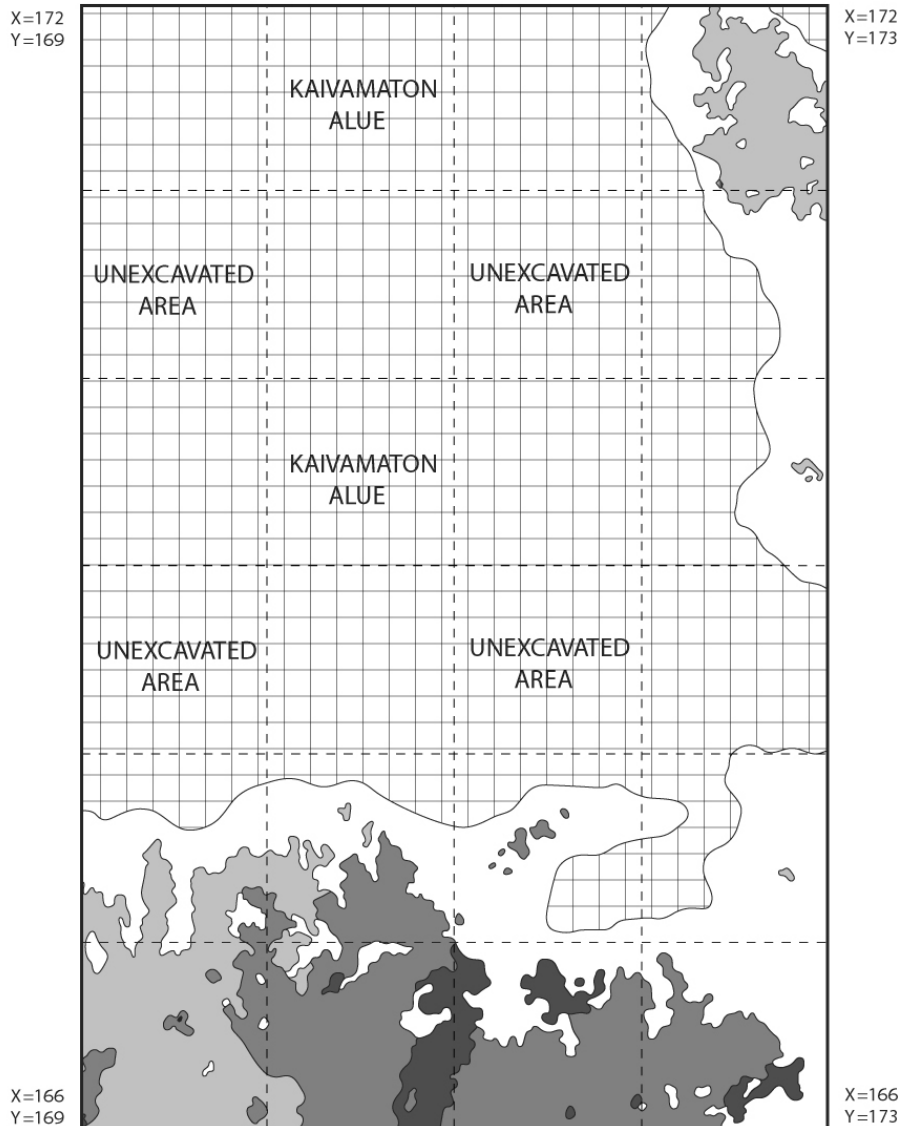 X=172
Y=169
X=172
Y=173
KAIVAMATON
ALUE
UNEXCAVATED
AREA
UNEXCAVATED
AREA
KAIVAMATON
ALUE
UNEXCAVATED
AREA
UNEXCAVATED
AREA
X=166
Y=169
X=166
Y=173